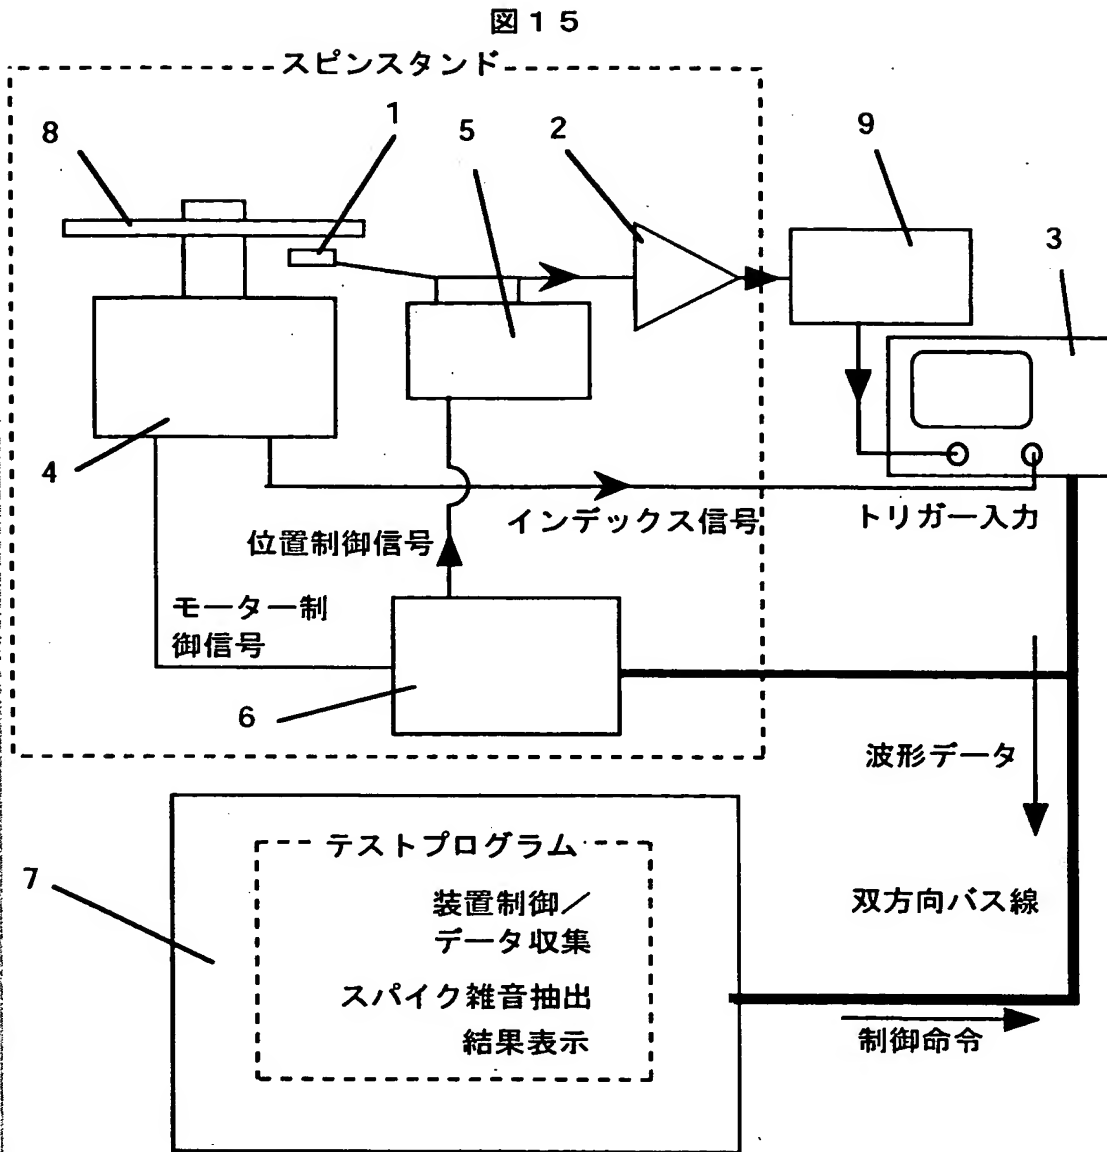 図１５
スピンスタンド
1
8
5
2
9
3
4
インデックス信号
トリガー入力
位置制御信号
モーター制
御信号
6
波形データ
テストプログラム
7
装置制御／
データ収集
双方向バス線
スパイク雑音抽出
結果表示
制御命令